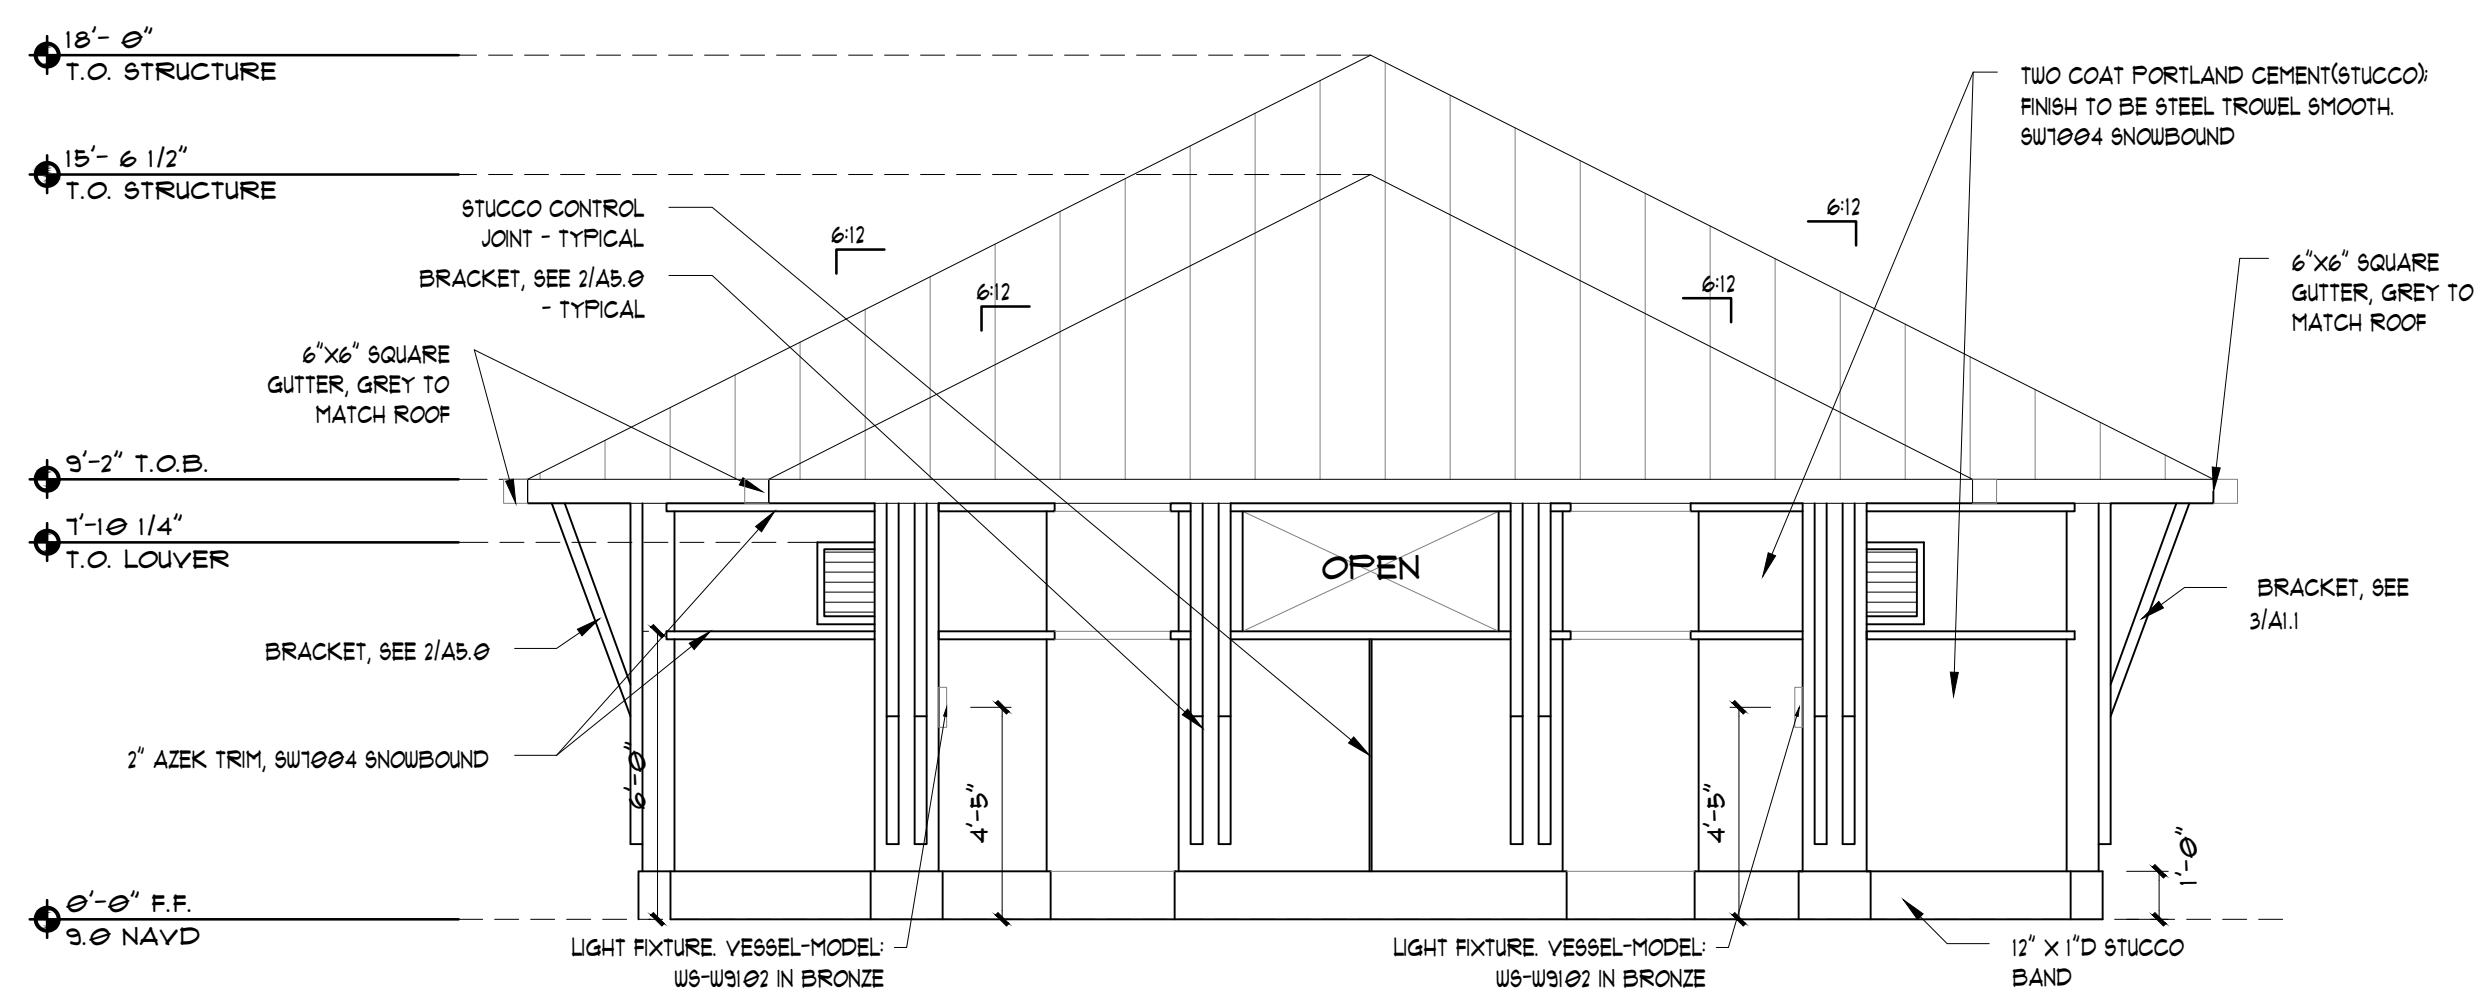 18'- 0"
T.O. STRUCTURE
15'- 6 1/2"
T.O. STRUCTURE
9'-2" T.O.B.
7'-10 1/4"
T.O. LOUVER
0'-0" F.F.
9.0 NAVD
STUCCO CONTROL
JOINT - TYPICAL
BRACKET, SEE 2/A5.0
- TYPICAL
6"X6" SQUARE
GUTTER, GREY TO
MATCH ROOF
BRACKET, SEE 2/A5.0
2" AZEK TRIM, SW7004 SNOWBOUND
6'-0"
6:12
6:12
6:12
6:12
OPEN
4'-5"
4'-5"
LIGHT FIXTURE. VESSEL-MODEL:
WS-W9102 IN BRONZE
LIGHT FIXTURE. VESSEL-MODEL:
WS-W9102 IN BRONZE
TWO COAT PORTLAND CEMENT(STUCCO);
FINISH TO BE STEEL TROWEL SMOOTH.
SW7004 SNOWBOUND
6"X6" SQUARE
GUTTER, GREY TO
MATCH ROOF
BRACKET, SEE
3/A1.1
1'-0"
12" X 1"D STUCCO
BAND